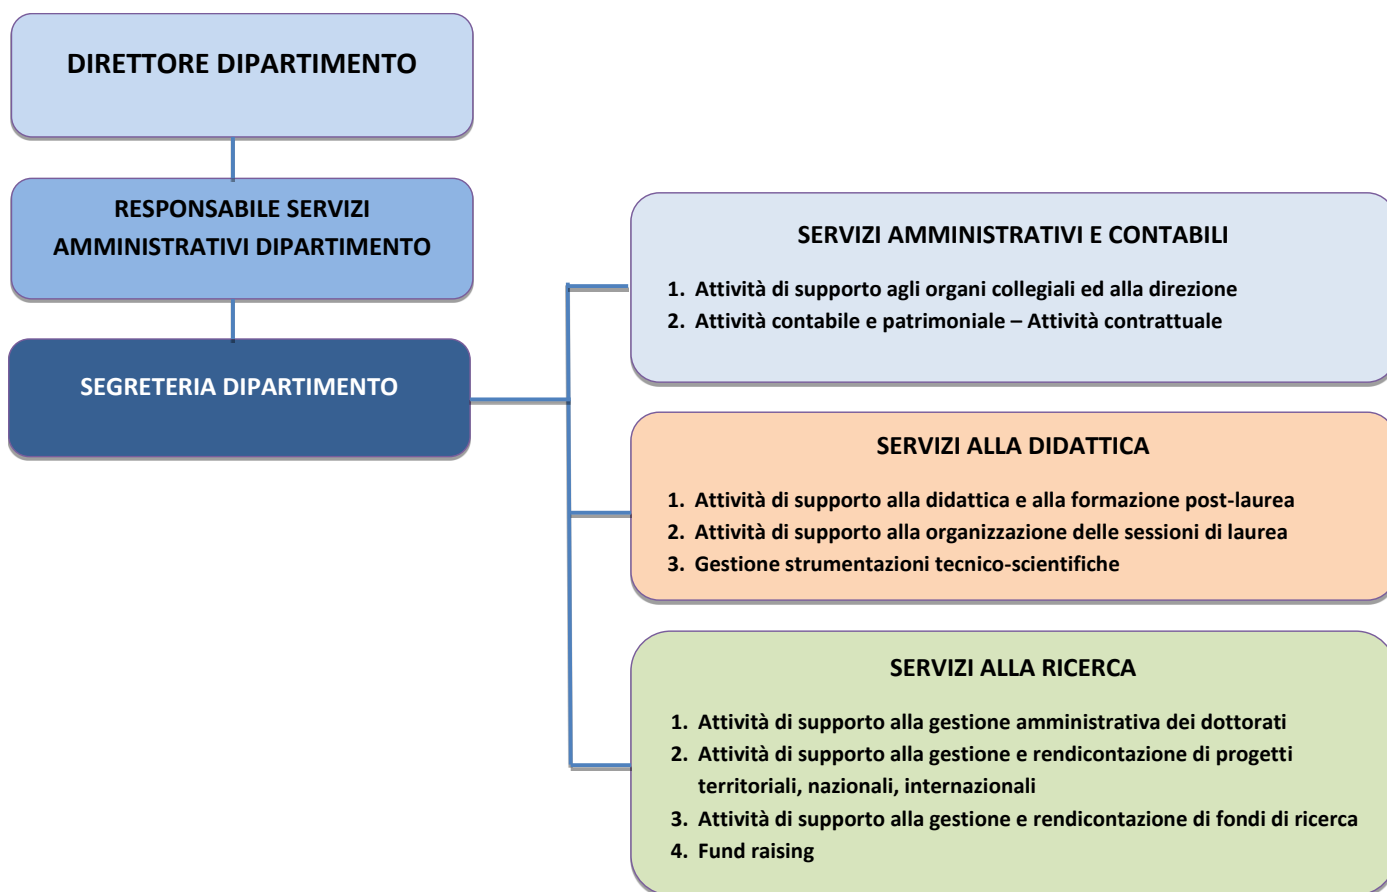 DIRETTORE DIPARTIMENTO
RESPONSABILE SERVIZI
AMMINISTRATIVI DIPARTIMENTO
SEGRETERIA DIPARTIMENTO
SERVIZI AMMINISTRATIVI E CONTABILI
1. Attività di supporto agli organi collegiali ed alla direzione
2. Attività contabile e patrimoniale – Attività contrattuale
SERVIZI ALLA DIDATTICA
1. Attività di supporto alla didattica e alla formazione post-laurea
2. Attività di supporto alla organizzazione delle sessioni di laurea
3. Gestione strumentazioni tecnico-scientifiche
SERVIZI ALLA RICERCA
1. Attività di supporto alla gestione amministrativa dei dottorati
2. Attività di supporto alla gestione e rendicontazione di progetti
territoriali, nazionali, internazionali
3. Attività di supporto alla gestione e rendicontazione di fondi di ricerca
4. Fund raising